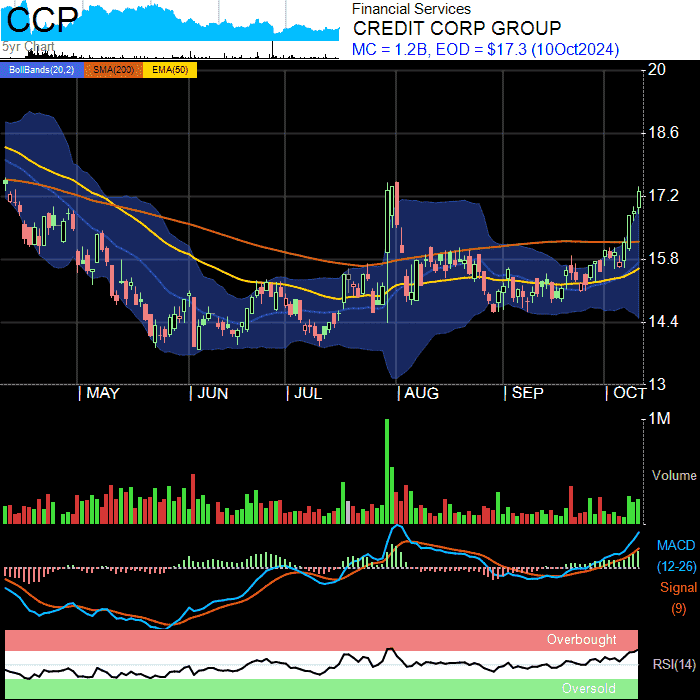 CCP
5yr Chart
Financial Services
CREDIT CORP GROUP
MC = 1.2B, EOD = $17.3 (10Oct2024)
BollBands(20,2) SMA(200) EMA(50)
20
18.6
17.2
15.8
14.4
13
| MAY | JUN | JUL | AUG | SEP | OCT
1M
Volume
MACD
(12-26)
Signal
(9)
Overbought
RSI(14)
Oversold